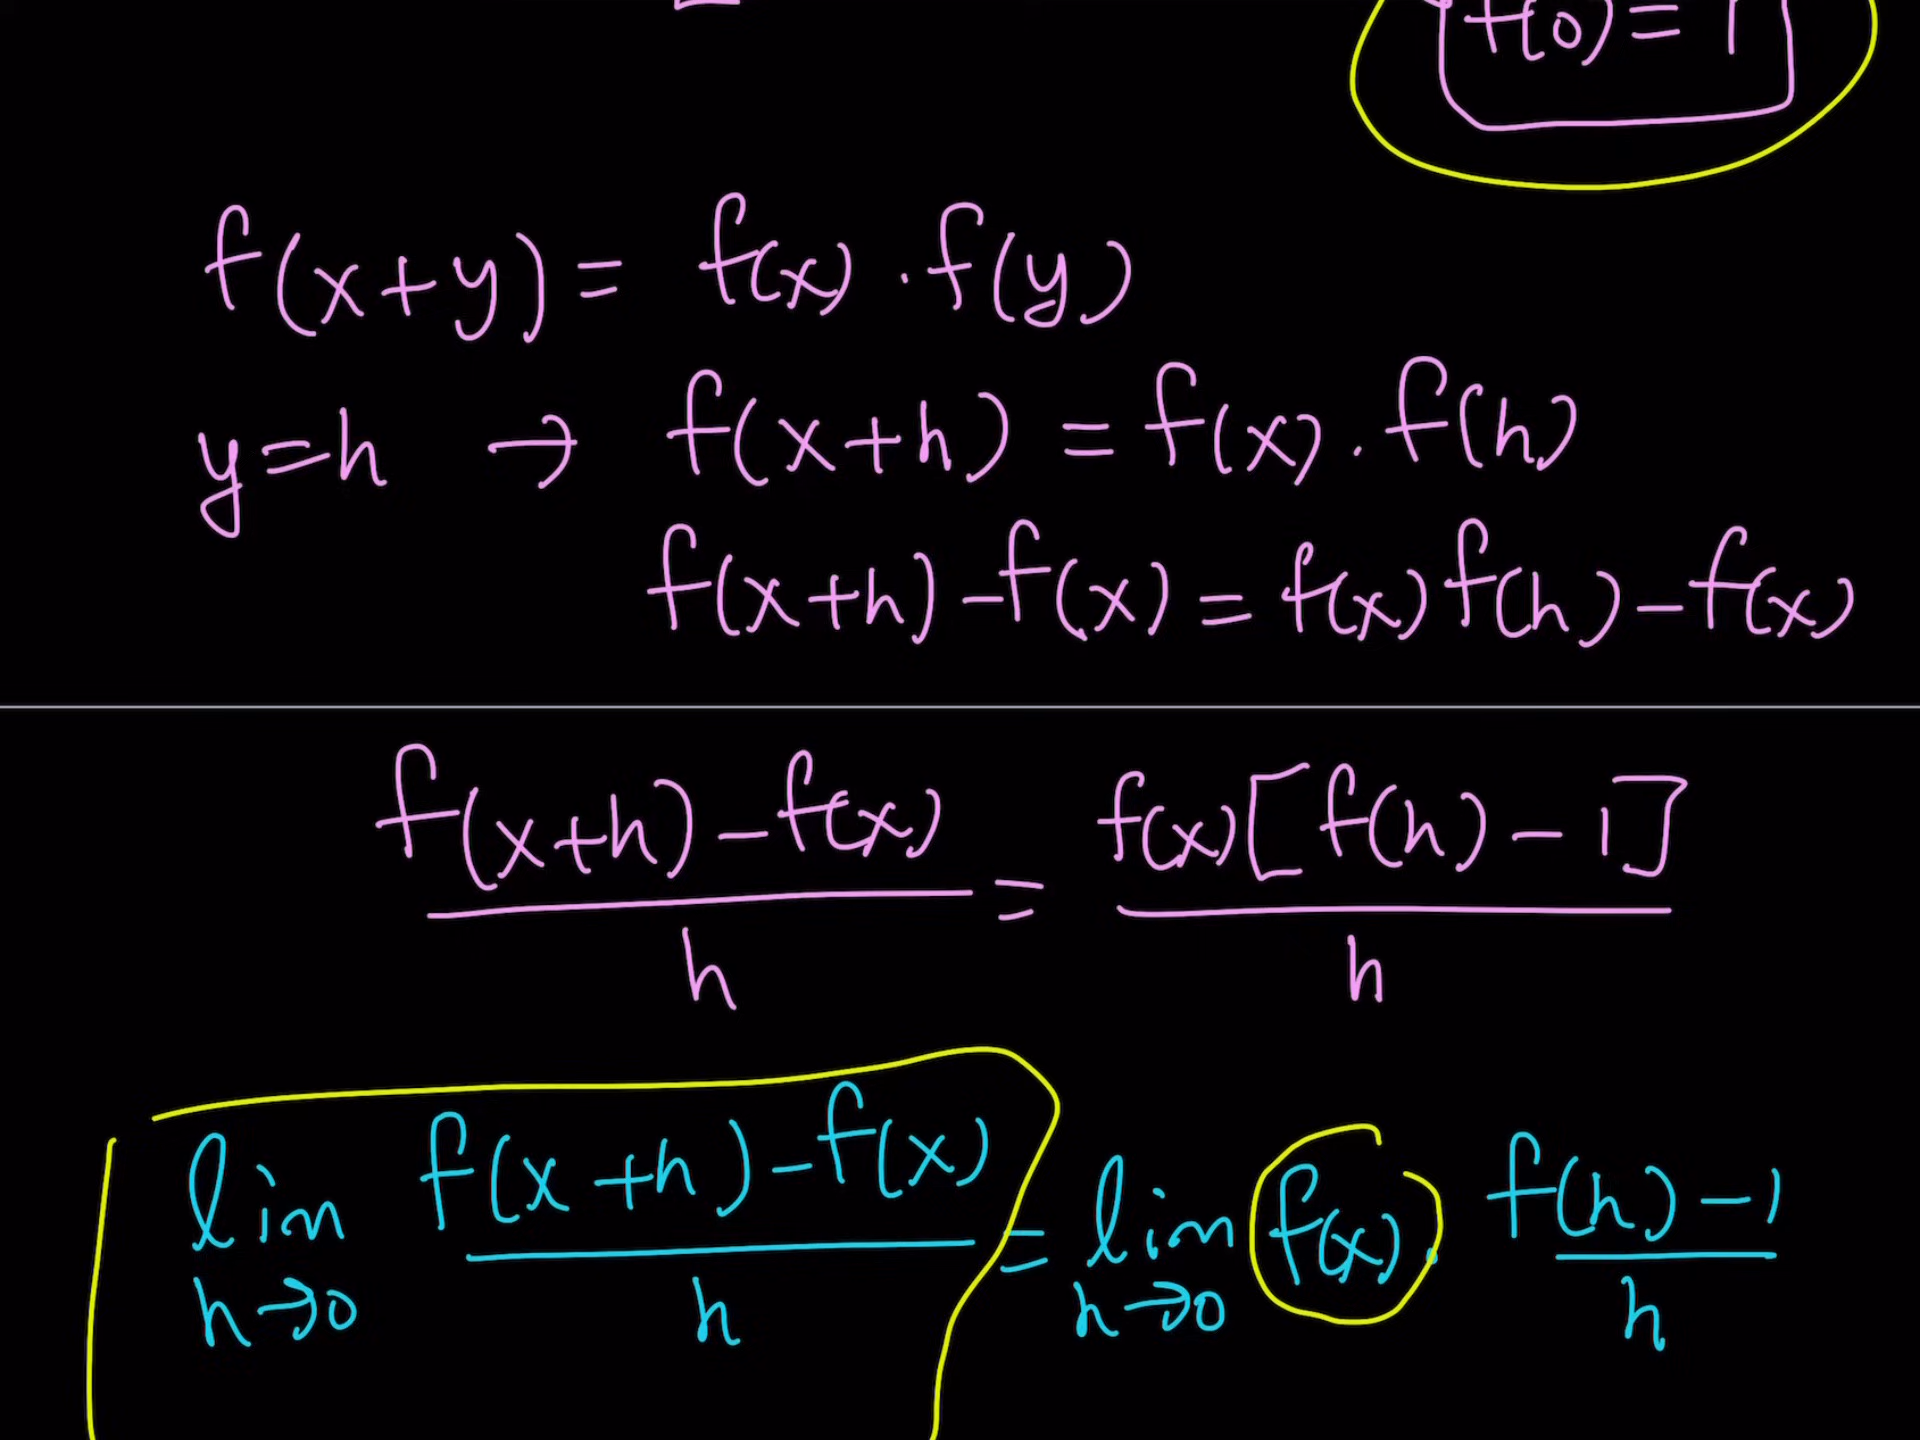 f(0) = 1
f(x+y) = f(x) · f(y)
y=h → f(x+h) = f(x) · f(h)
f(x+h) – f(x) = f(x) f(h) – f(x)
f(x+h) – f(x) / h = f(x) [f(h) – 1] / h
lim h→0 f(x+h) – f(x) / h = lim h→0 f(x) · f(h) – 1 / h